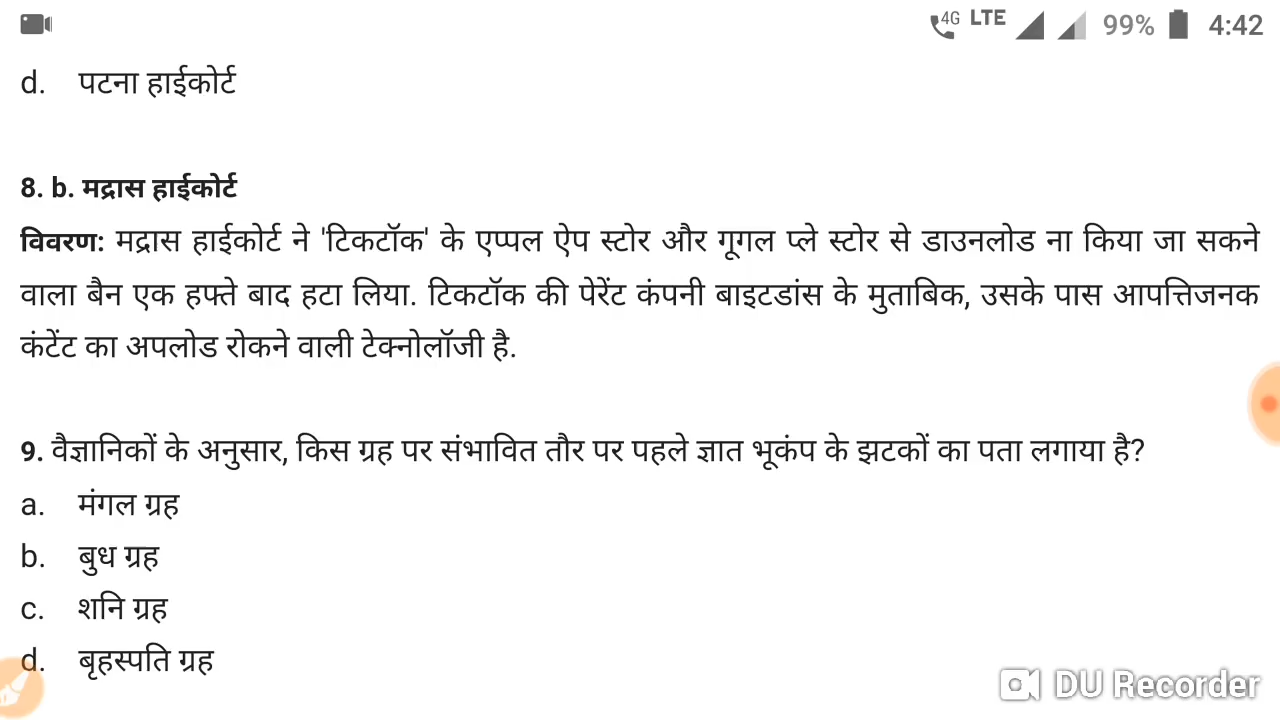 4G LTE 99% 4:42
d. पटना हाईकोर्ट
8. b. मद्रास हाईकोर्ट
विवरण: मद्रास हाईकोर्ट ने 'टिकटॉक' के एप्पल ऐप स्टोर और गूगल प्ले स्टोर से डाउनलोड ना किया जा सकने
वाला बैन एक हफ्ते बाद हटा लिया. टिकटॉक की पेरेंट कंपनी बाइटडांस के मुताबिक, उसके पास आपत्तिजनक
कंटेंट का अपलोड रोकने वाली टेक्नोलॉजी है.
9. वैज्ञानिकों के अनुसार, किस ग्रह पर संभावित तौर पर पहले ज्ञात भूकंप के झटकों का पता लगाया है?
a. मंगल ग्रह
b. बुध ग्रह
c. शनि ग्रह
d. बृहस्पति ग्रह
DU Recorder